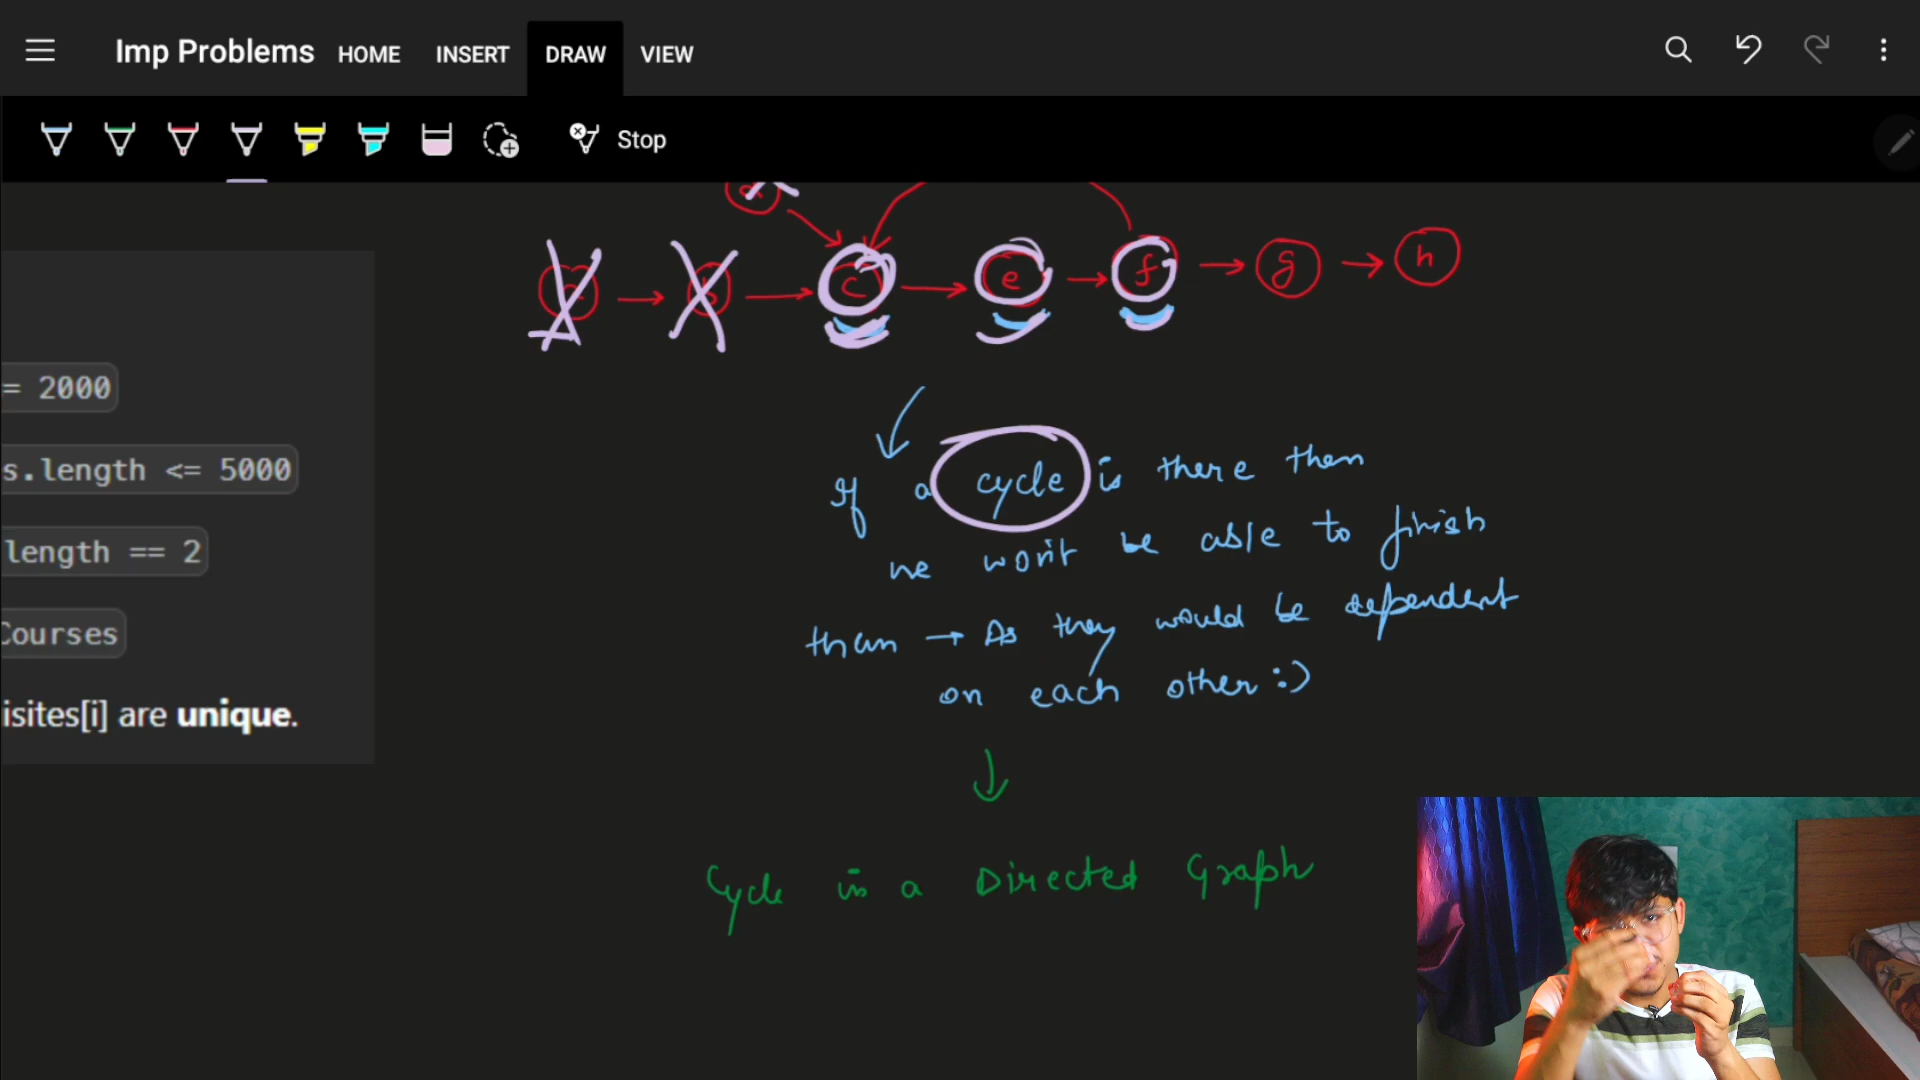 Imp Problems HOME INSERT DRAW VIEW
Stop
c e f g h
= 2000
s.length <= 5000
length == 2
Courses
isites[i] are unique.
If a cycle is there then
we won't be able to finish
them → As they would be dependent
on each other :)
Cycle in a Directed Graph